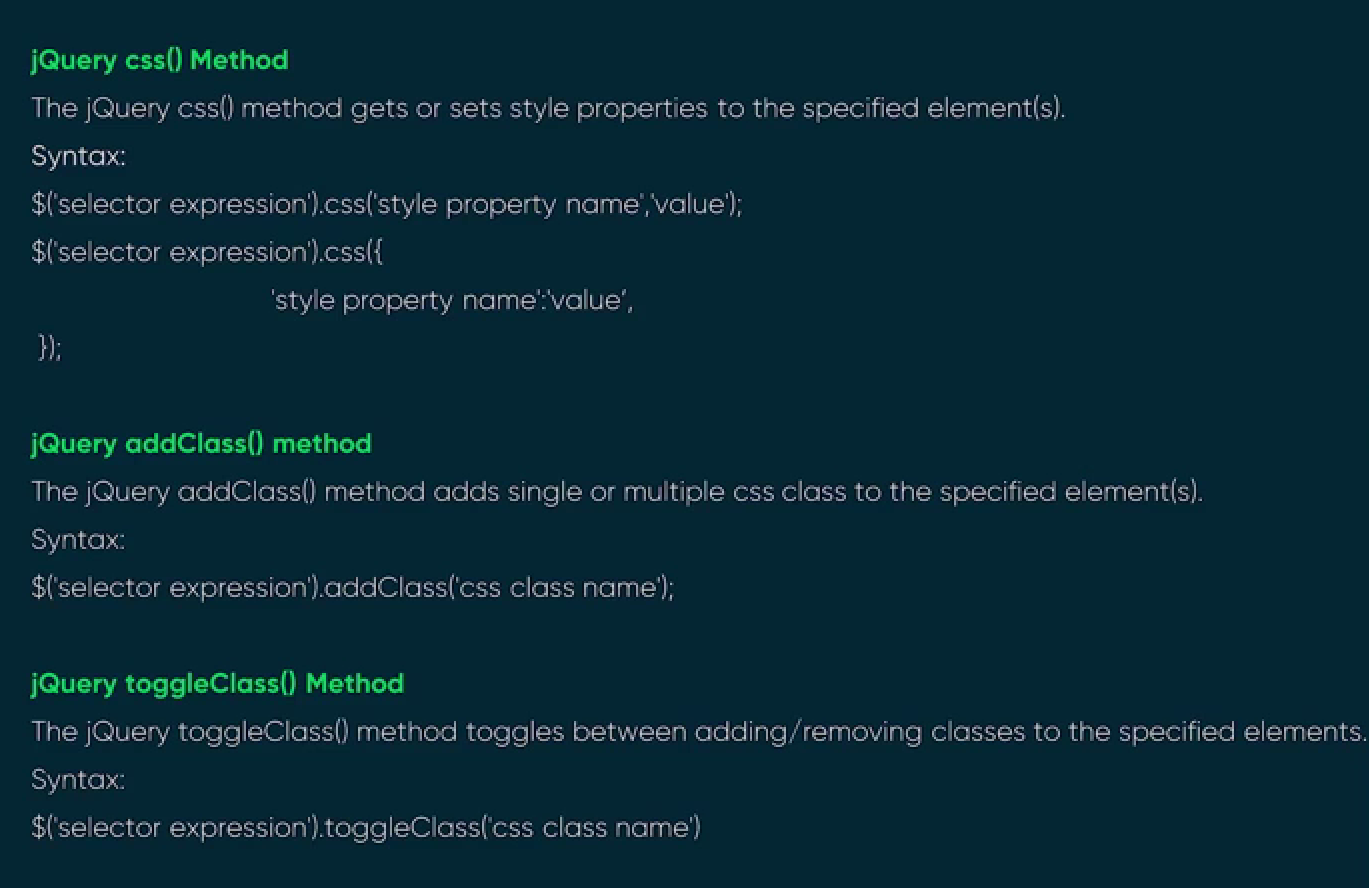 jQuery css() Method
The jQuery css() method gets or sets style properties to the specified element(s).
Syntax:
$('selector expression').css('style property name','value');
$('selector expression').css({
'style property name':'value’,
});
jQuery addClass() method
The jQuery addClass() method adds single or multiple css class to the specified element(s).
Syntax:
$('selector expression').addClass('css class name');
jQuery toggleClass() Method
The jQuery toggleClass() method toggles between adding/removing classes to the specified elements.
Syntax:
$('selector expression').toggleClass('css class name')